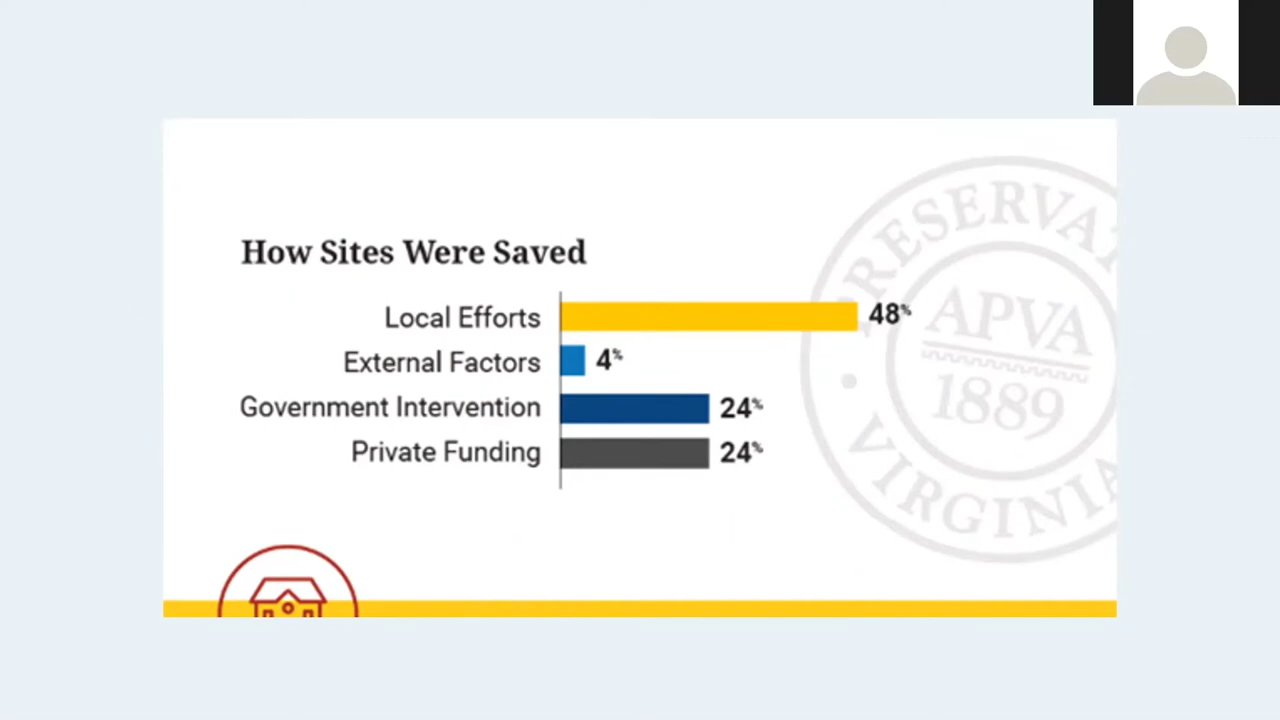 How Sites Were Saved
Local Efforts 48%
External Factors 4%
Government Intervention 24%
Private Funding 24%
PRESERVAT
APVA
1889
VIRGINIA